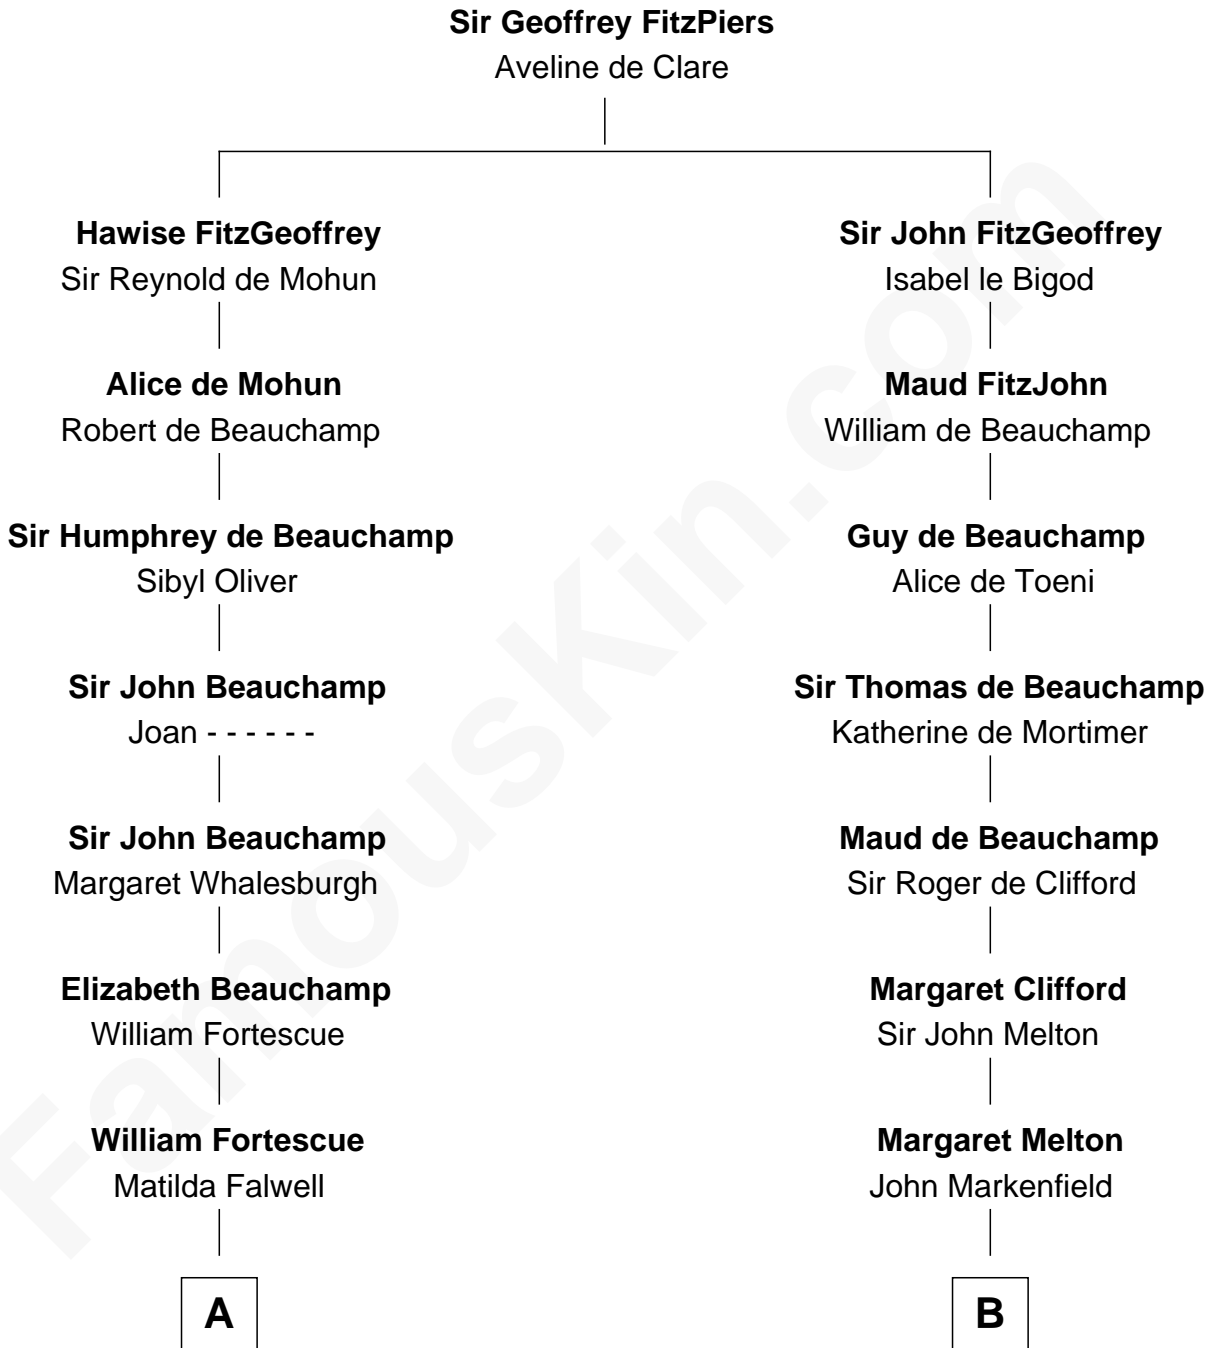 Sir Geoffrey FitzPiers
Aveline de Clare
Hawise FitzGeoffrey
Sir Reynold de Mohun
Alice de Mohun
Robert de Beauchamp
Sir Humphrey de Beauchamp
Sibyl Oliver
Sir John Beauchamp
Joan - - - - - -
Sir John Beauchamp
Margaret Whalesburgh
Elizabeth Beauchamp
William Fortescue
William Fortescue
Matilda Falwell
A
Sir John FitzGeoffrey
Isabel le Bigod
Maud FitzJohn
William de Beauchamp
Guy de Beauchamp
Alice de Toeni
Sir Thomas de Beauchamp
Katherine de Mortimer
Maud de Beauchamp
Sir Roger de Clifford
Margaret Clifford
Sir John Melton
Margaret Melton
John Markenfield
B
FamousKin.com